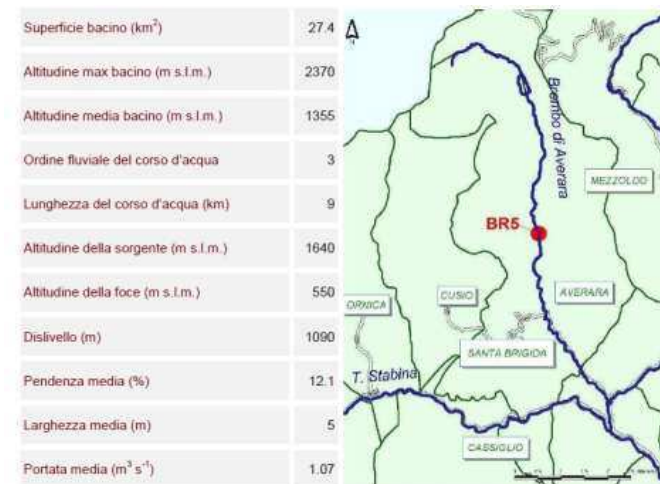 Superficie bacino (km²) 27.4
Altitudine max bacino (m s.l.m.) 2370
Altitudine media bacino (m s.l.m.) 1355
Ordine fluviale del corso d'acqua 3
Lunghezza del corso d'acqua (km) 9
Altitudine della sorgente (m s.l.m.) 1640
Altitudine della foce (m s.l.m.) 550
Dislivello (m) 1090
Pendenza media (%) 12.1
Larghezza media (m) 5
Portata media (m³ s⁻¹) 1.07
Brembo di Averara
MEZZOLDO
BR5
AVERARA
CUSIO
ORNICA
SANTA BRIGIDA
T. Stabina
CASSIGLIO